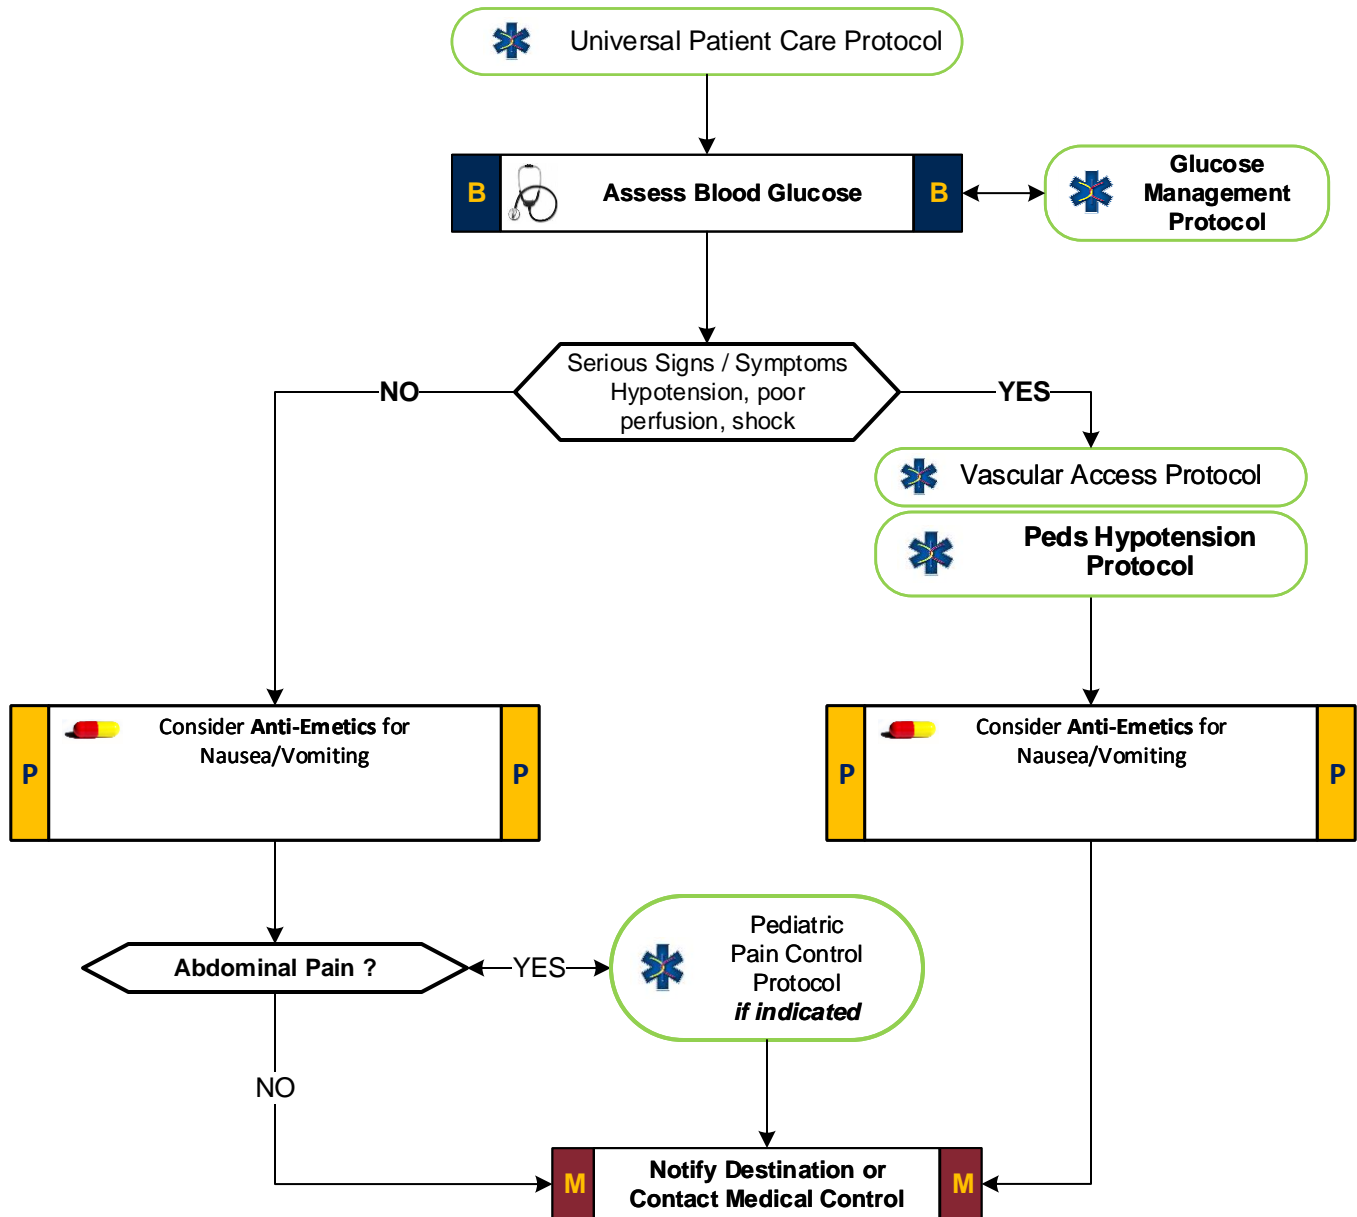 Universal Patient Care Protocol
B
Assess Blood Glucose
B
Glucose
Management
Protocol
Serious Signs / Symptoms
Hypotension, poor
perfusion, shock
NO
YES
Vascular Access Protocol
Peds Hypotension
Protocol
P
Consider Anti-Emetics for
Nausea/Vomiting
P
P
Consider Anti-Emetics for
Nausea/Vomiting
P
Abdominal Pain ?
YES
Pediatric
Pain Control
Protocol
if indicated
NO
M
Notify Destination or
Contact Medical Control
M